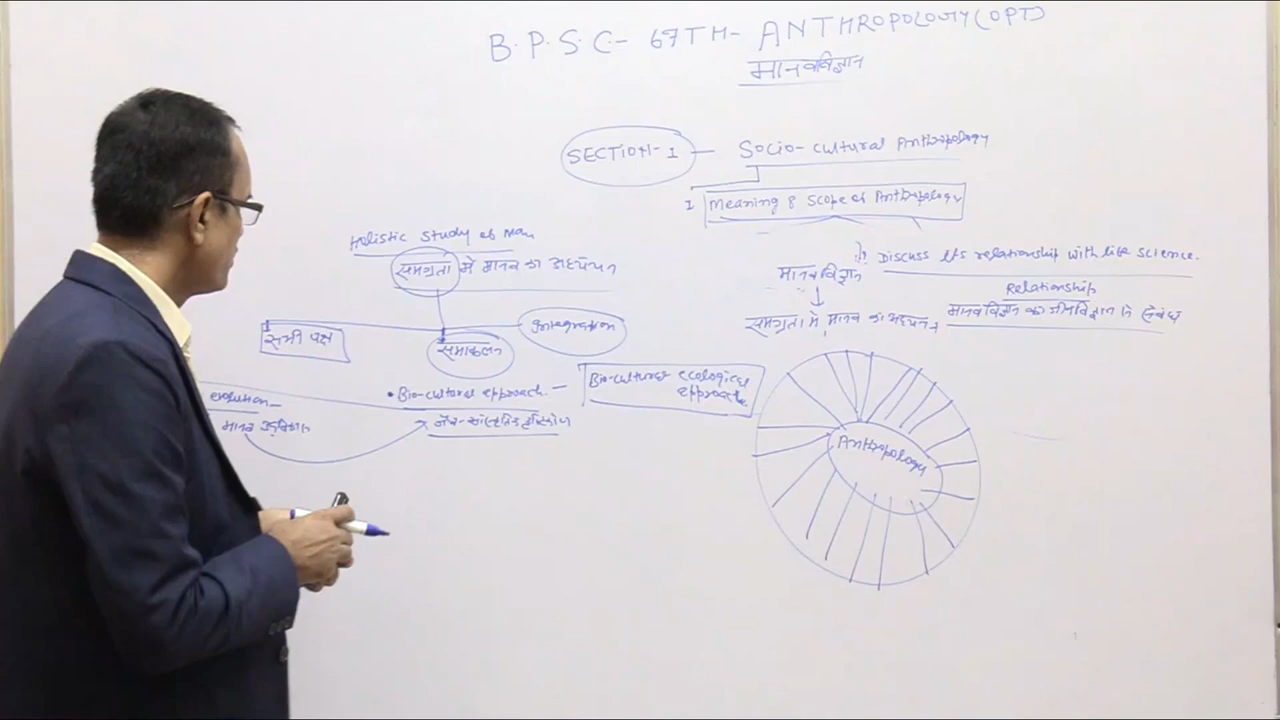 B.P.S.C- 67TH- ANTHROPOLOGY(OPT)
मानवविज्ञान
SECTION-1 — Socio-cultural Anthropology
1 Meaning & Scope of Anthropology
Holistic study of Man
समग्रता में मानव का अध्ययन
सभी पक्ष
समाकलन
Integration
evolution
मानव उद्विकास
• Bio-cultural approach. —
जैव-सांस्कृतिक दृष्टिकोण
Bio-cultural ecological
approach
मानवविज्ञान
समग्रता में मानव का अध्ययन
Discuss its relationship with life science.
Relationship
मानवविज्ञान का जीवविज्ञान से संबंध
Anthropology